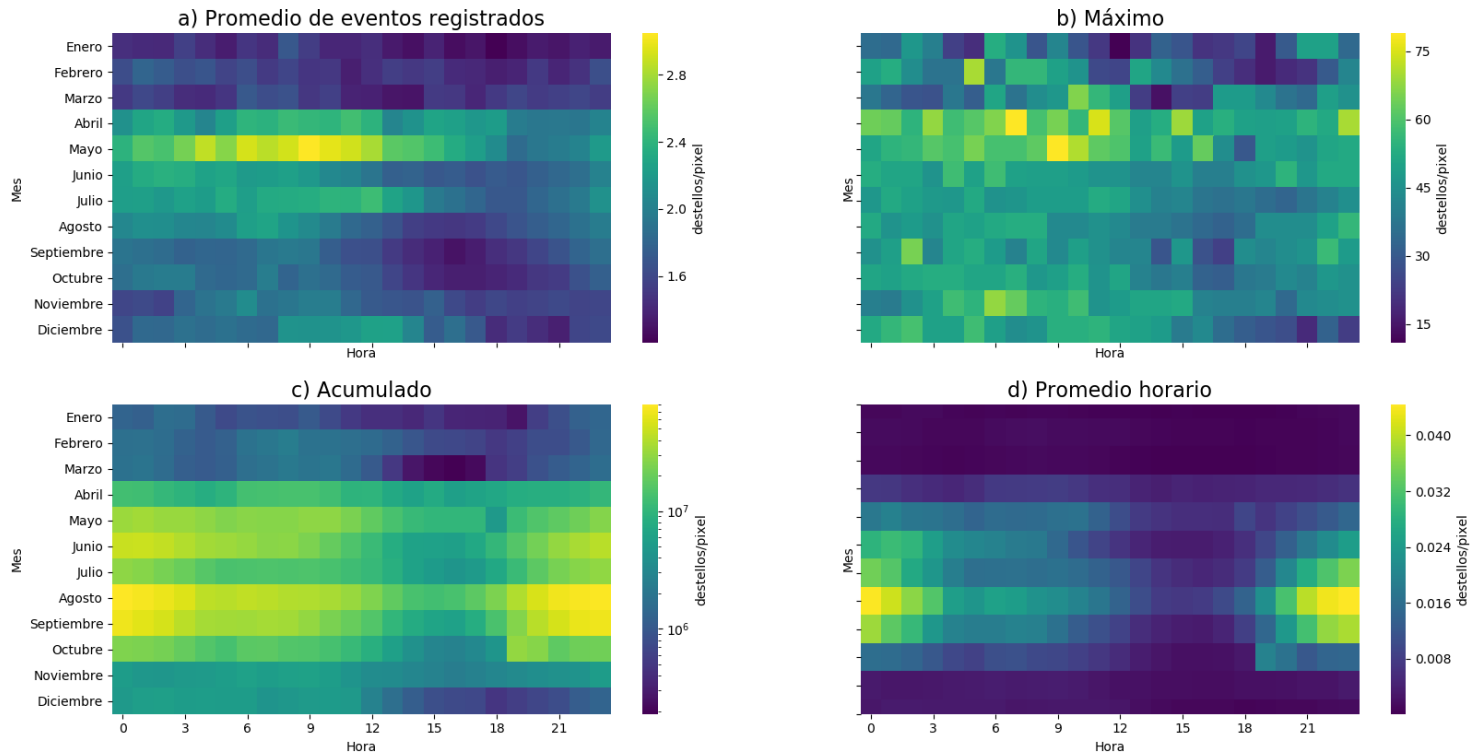 a) Promedio de eventos registrados
Enero
Febrero
Marzo
Abril
Mayo
Junio
Julio
Agosto
Septiembre
Octubre
Noviembre
Diciembre
Mes
Hora
2.8
2.4
2.0
1.6
destellos/pixel
b) Máximo
Mes
Hora
75
60
45
30
15
destellos/pixel
c) Acumulado
Enero
Febrero
Marzo
Abril
Mayo
Junio
Julio
Agosto
Septiembre
Octubre
Noviembre
Diciembre
Mes
0 3 6 9 12 15 18 21
Hora
10⁷
10⁶
destellos/pixel
d) Promedio horario
Mes
0 3 6 9 12 15 18 21
Hora
0.040
0.032
0.024
0.016
0.008
destellos/pixel